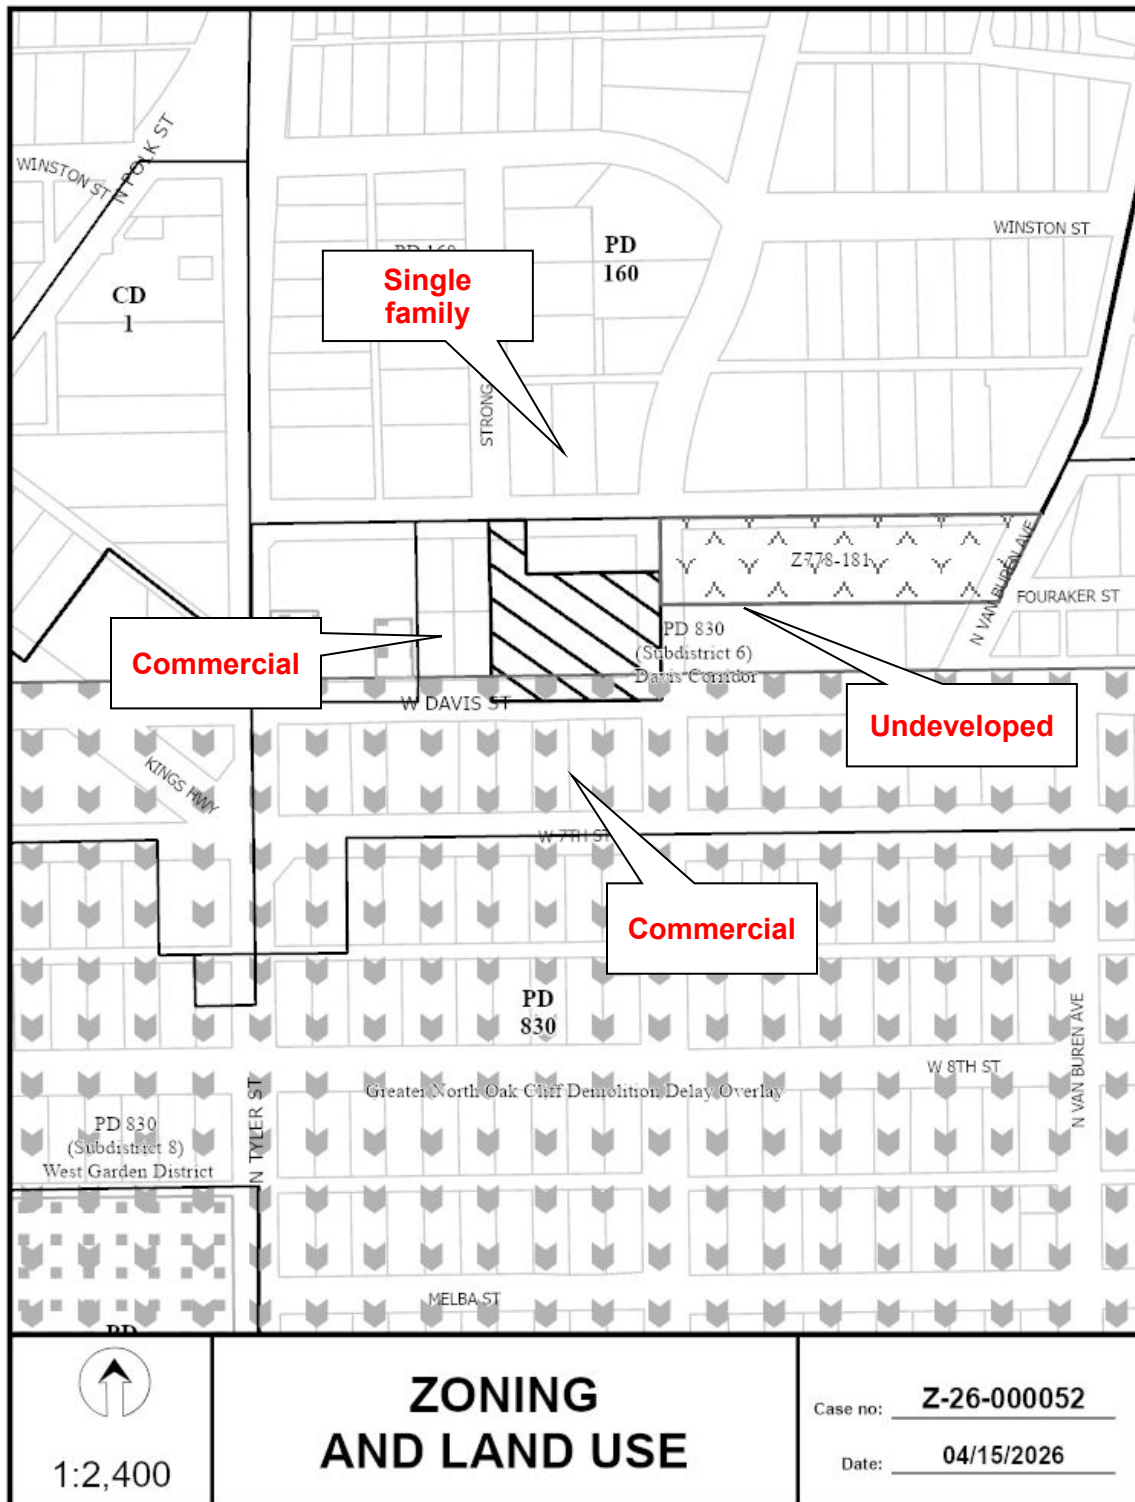 N POLK ST
WINSTON ST
WINSTON ST
PD
160
PD 160
CD
1
Single
family
STRONG
Z778-181
N VAN BUREN AVE
FOURAKER ST
PD 830
(Subdistrict 6)
Davis Corridor
Commercial
W DAVIS ST
Undeveloped
KINGS HWY
W 7TH ST
Commercial
PD
830
N VAN BUREN AVE
W 8TH ST
Greater North Oak Cliff Demolition Delay Overlay
N TYLER ST
PD 830
(Subdistrict 8)
West Garden District
MELBA ST
PD
1:2,400
ZONING
AND LAND USE
Case no: Z-26-000052
Date: 04/15/2026